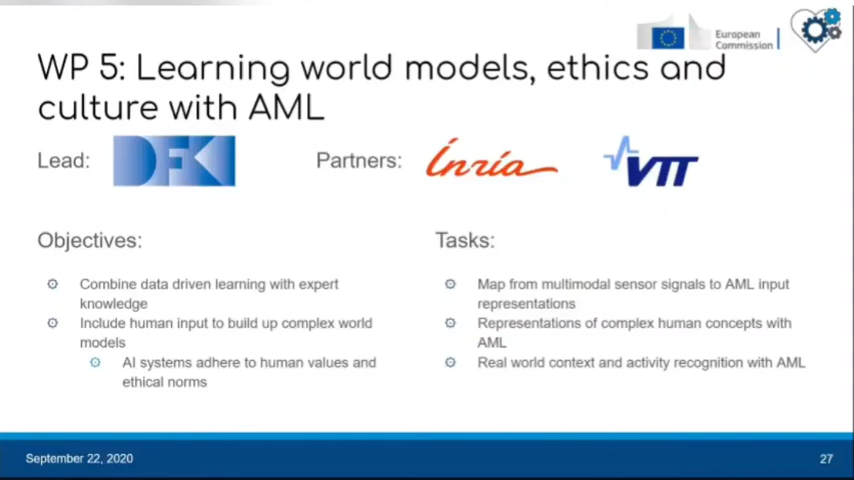 European
Commission
WP 5: Learning world models, ethics and
culture with AML
Lead:
DFK
Partners:
Inria
VTT
Objectives:
Combine data driven learning with expert
knowledge
Include human input to build up complex world
models
AI systems adhere to human values and
ethical norms
Tasks:
Map from multimodal sensor signals to AML input
representations
Representations of complex human concepts with
AML
Real world context and activity recognition with AML
September 22, 2020
27